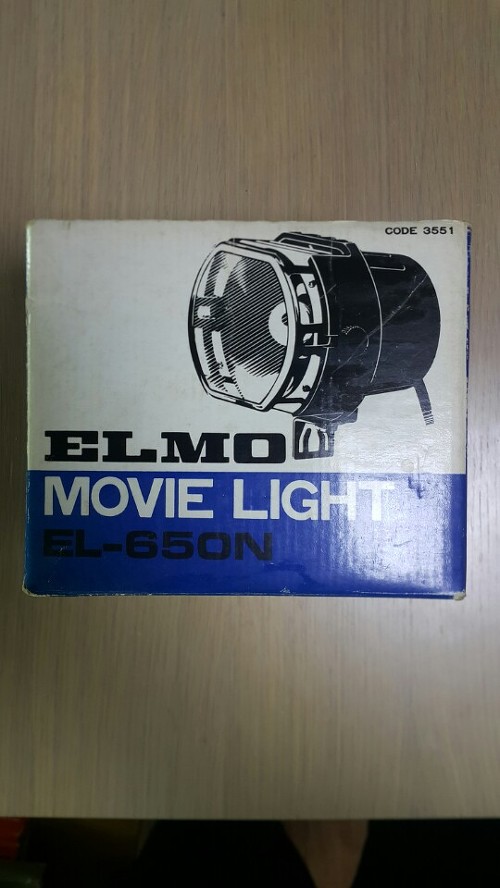 CODE 3551
ELMO
MOVIE LIGHT
EL-650N